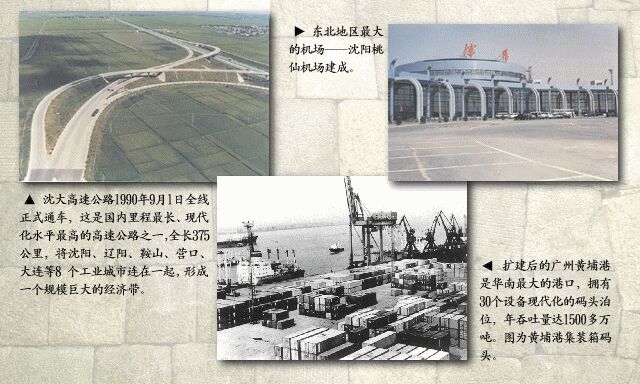 ▶ 东北地区最大
的机场——沈阳桃
仙机场建成。
▲ 沈大高速公路1990年9月1日全线
正式通车，这是国内里程最长、现代
化水平最高的高速公路之一,全长375
公里，将沈阳、辽阳、鞍山、营口、
大连等8 个工业城市连在一起,形成
一个规模巨大的经济带。
◀ 扩建后的广州黄埔港
是华南最大的港口，拥有
30个设备现代化的码头泊
位，年吞吐量达1500多万
吨。图为黄埔港集装箱码
头。